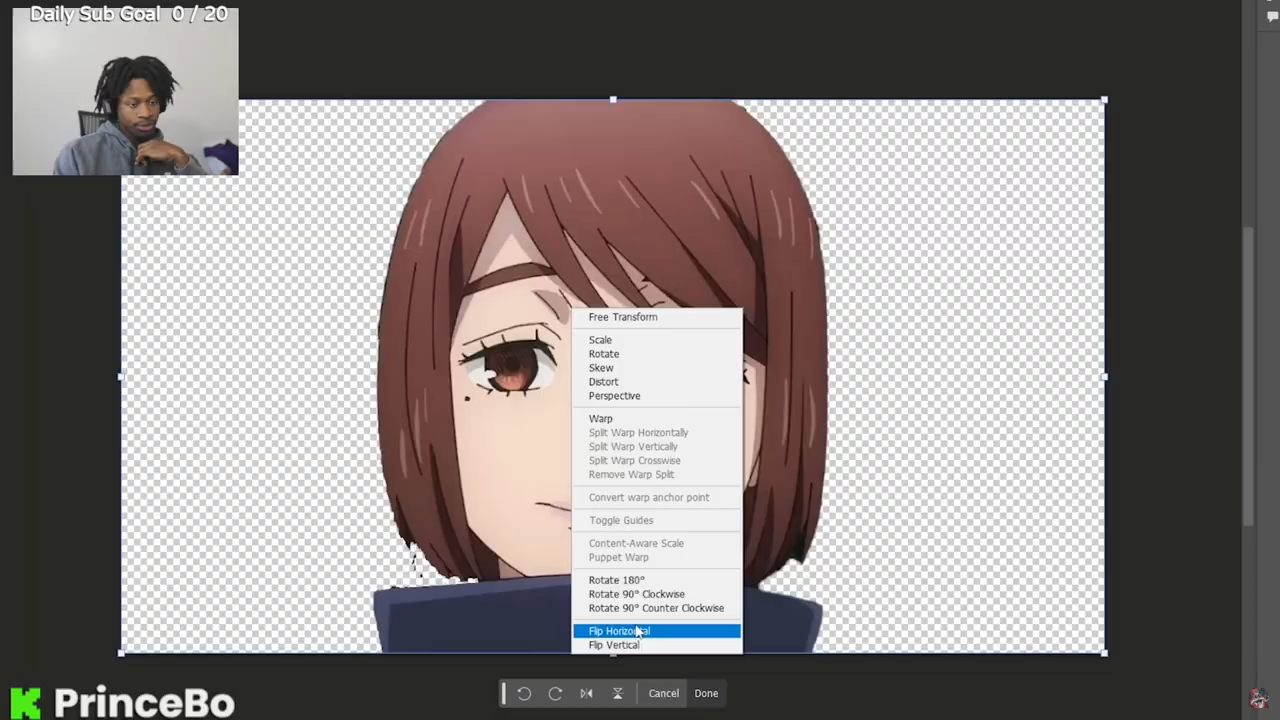 Daily Sub Goal 0 / 20
Free Transform
Scale
Rotate
Skew
Distort
Perspective
Warp
Split Warp Horizontally
Split Warp Vertically
Split Warp Crosswise
Remove Warp Split
Convert warp anchor point
Toggle Guides
Content-Aware Scale
Puppet Warp
Rotate 180°
Rotate 90° Clockwise
Rotate 90° Counter Clockwise
Flip Horizontal
Flip Vertical
Cancel Done
K PrinceBo